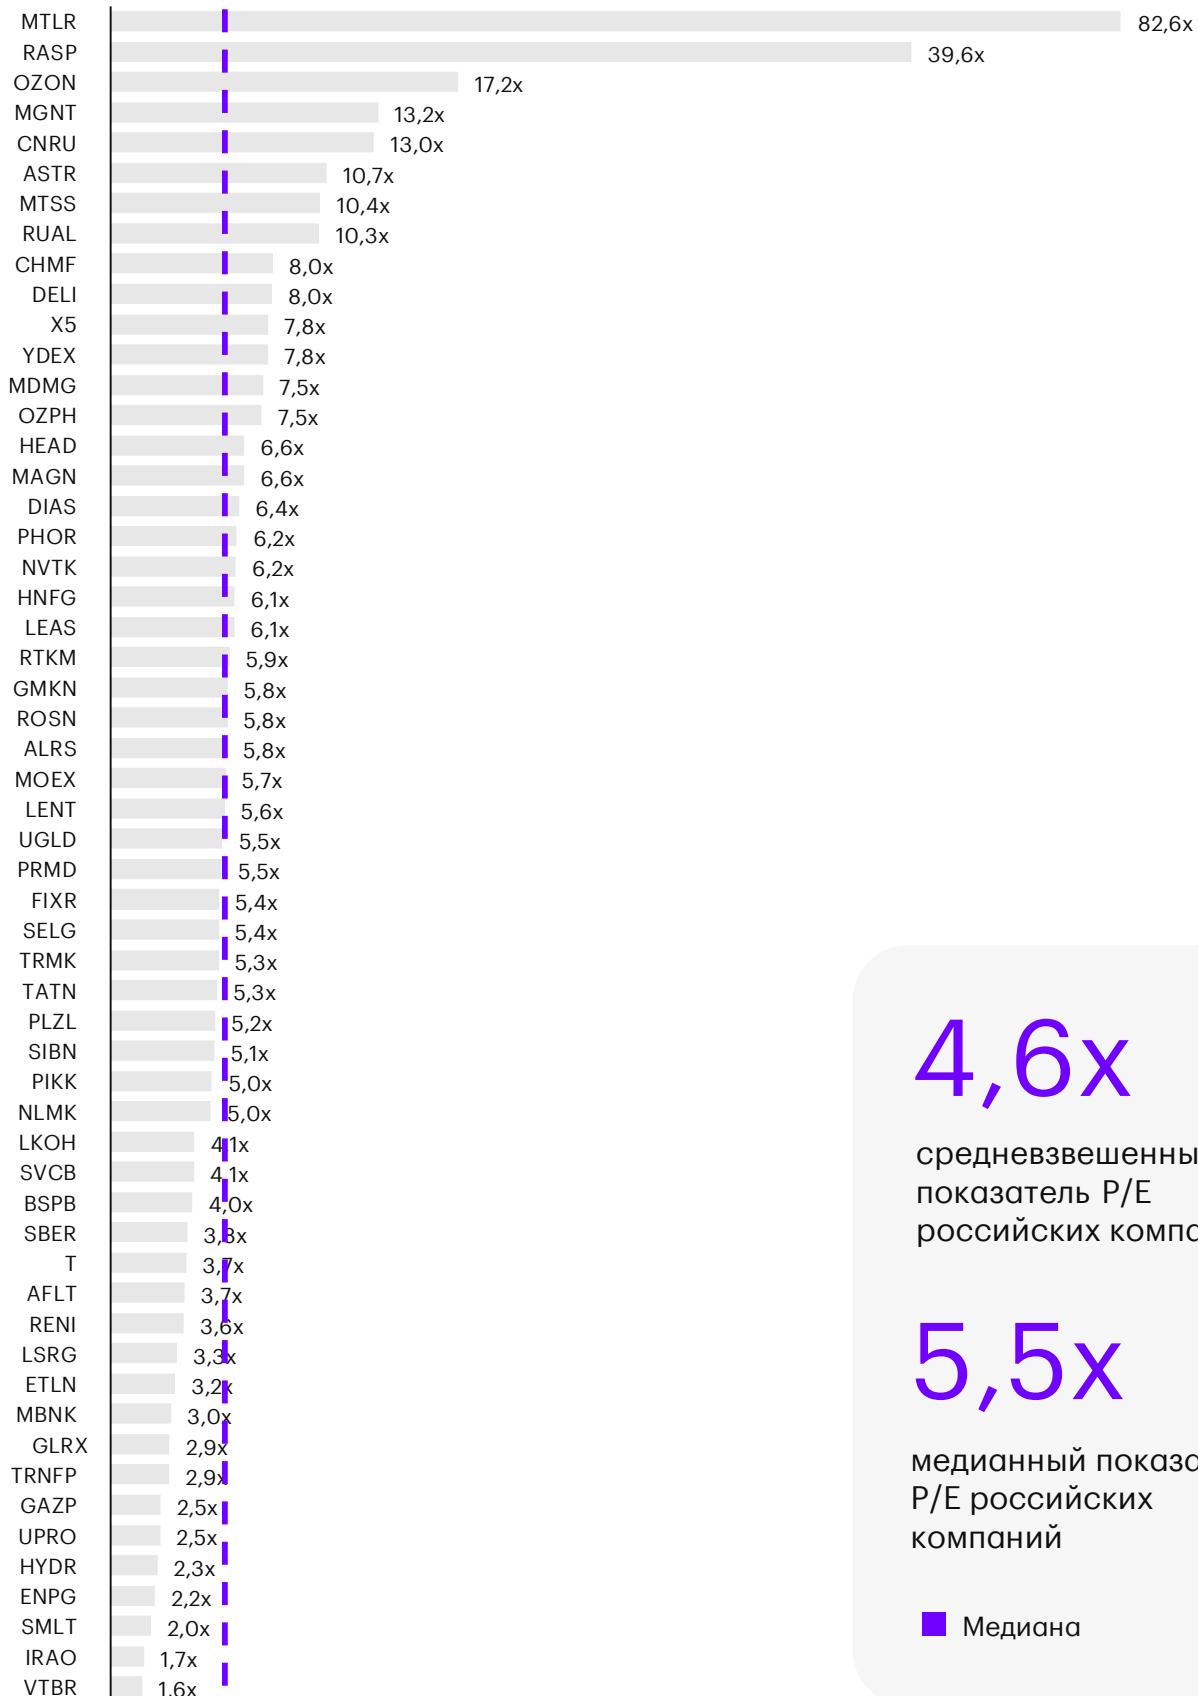 MTLR 82,6x
RASP 39,6x
OZON 17,2x
MGNT 13,2x
CNRU 13,0x
ASTR 10,7x
MTSS 10,4x
RUAL 10,3x
CHMF 8,0x
DELI 8,0x
X5 7,8x
YDEX 7,8x
MDMG 7,5x
OZPH 7,5x
HEAD 6,6x
MAGN 6,6x
DIAS 6,4x
PHOR 6,2x
NVTK 6,2x
HNFG 6,1x
LEAS 6,1x
RTKM 5,9x
GMKN 5,8x
ROSN 5,8x
ALRS 5,8x
MOEX 5,7x
LENT 5,6x
UGLD 5,5x
PRMD 5,5x
FIXR 5,4x
SELG 5,4x
TRMK 5,3x
TATN 5,3x
PLZL 5,2x
SIBN 5,1x
PIKK 5,0x
NLMK 5,0x
LKOH 4,1x
SVCB 4,1x
BSPB 4,0x
SBER 3,8x
T 3,7x
AFLT 3,7x
RENI 3,6x
LSRG 3,3x
ETLN 3,2x
MBNK 3,0x
GLRX 2,9x
TRNFP 2,9x
GAZP 2,5x
UPRO 2,5x
HYDR 2,3x
ENPG 2,2x
SMLT 2,0x
IRAO 1,7x
VTBR 1,6x
4,6x
средневзвешенны
показатель P/E
российских компа
5,5x
медианный показа
P/E российских
компаний
Медиана